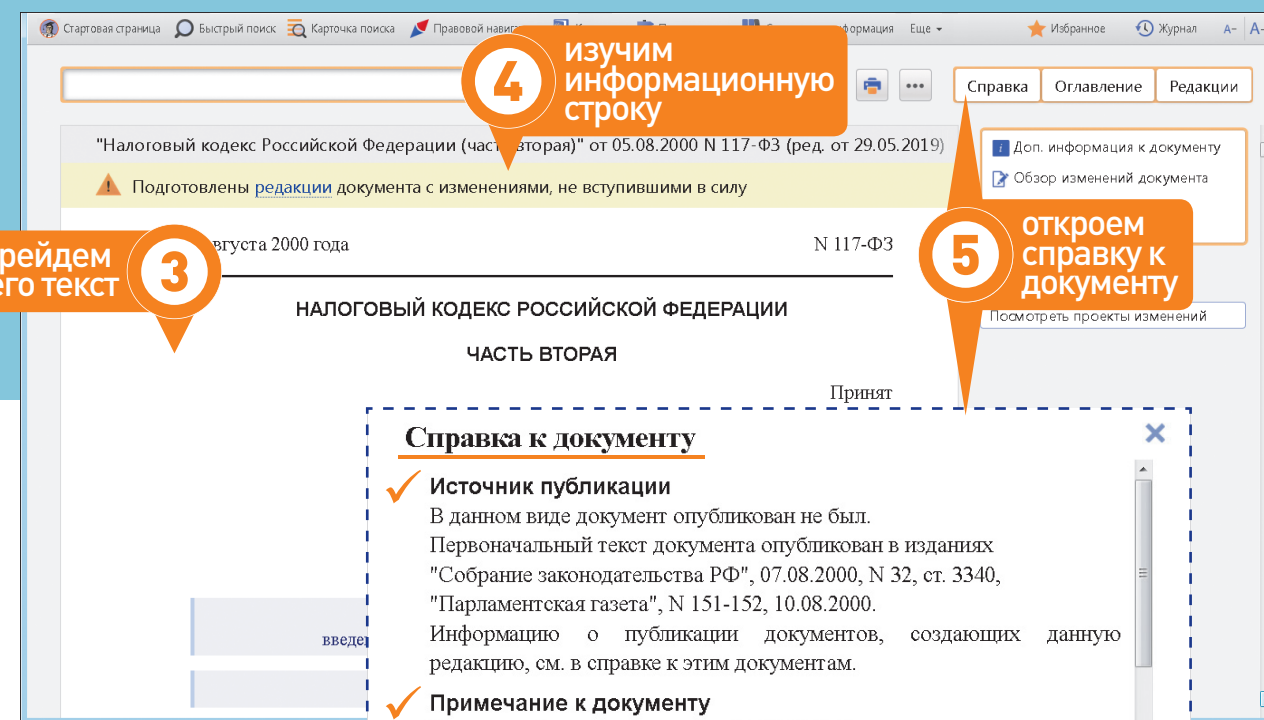 Стартовая страница Быстрый поиск Карточка поиска Правовой Еще Избранное Журнал A- A-
4 изучим
информационную
строку
Справка Оглавление Редакции
"Налоговый кодекс Российской Федерации вторая)" от 05.08.2000 N 117-ФЗ (ред. от 29.05.2019)
Подготовлены редакции документа с изменениями, не вступившими в силу
Доп. информация к документу
Обзор изменений документа
5 откроем
справку к
документу
Посмотреть проекты изменений
2000 года N 117-ФЗ
3 рейдем
его текст
НАЛОГОВЫЙ КОДЕКС РОССИЙСКОЙ ФЕДЕРАЦИИ
ЧАСТЬ ВТОРАЯ
Принят
Справка к документу
Источник публикации
В данном виде документ опубликован не был.
Первоначальный текст документа опубликован в изданиях
"Собрание законодательства РФ", 07.08.2000, N 32, ст. 3340,
"Парламентская газета", N 151-152, 10.08.2000.
Информацию о публикации документов, создающих данную
редакцию, см. в справке к этим документам.
Примечание к документу